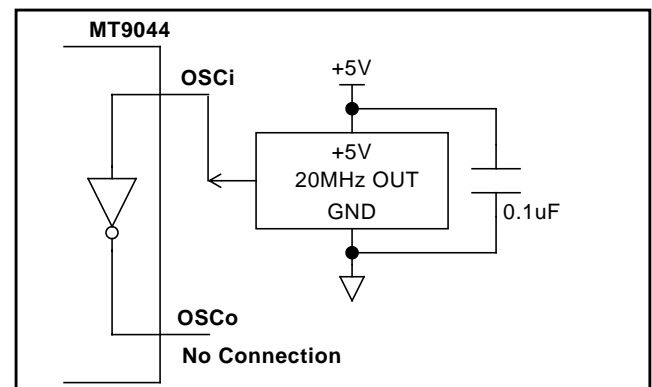 MT9044
OSCi
+5V
+5V
20MHz OUT
GND
0.1uF
OSCo
No Connection